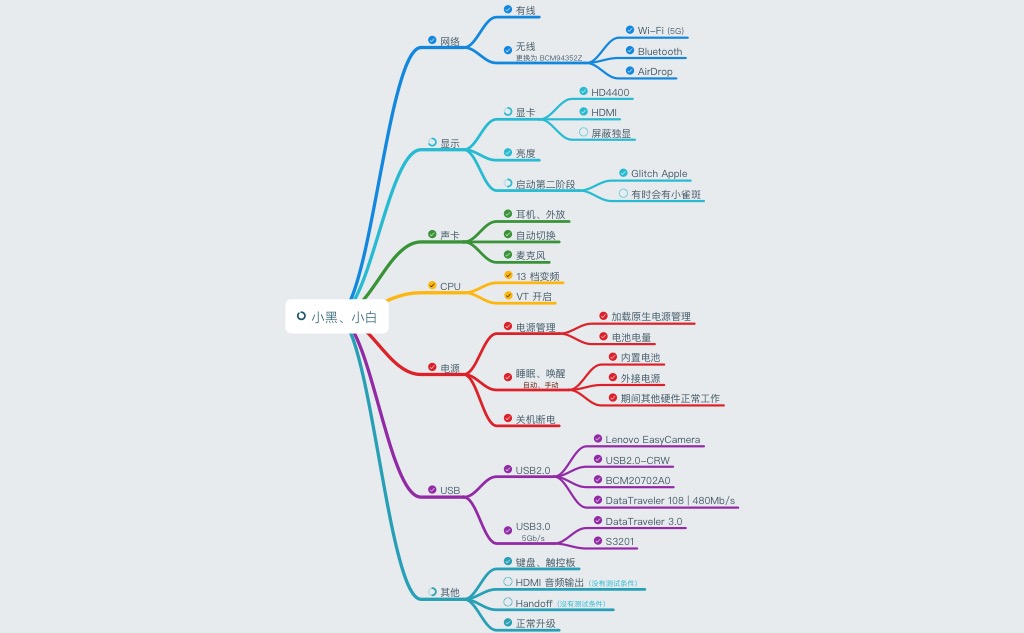 小黑、小白
网络
有线
无线
更换为 BCM94352Z
Wi-Fi (5G)
Bluetooth
AirDrop
显示
显卡
HD4400
HDMI
屏蔽独显
亮度
启动第二阶段
Glitch Apple
有时会有小雀斑
声卡
耳机、外放
自动切换
麦克风
CPU
13 档变频
VT 开启
电源
电源管理
加载原生电源管理
电池电量
睡眠、唤醒
自动、手动
内置电池
外接电源
期间其他硬件正常工作
关机断电
USB
USB2.0
Lenovo EasyCamera
USB2.0-CRW
BCM20702A0
DataTraveler 108 | 480Mb/s
USB3.0
5Gb/s
DataTraveler 3.0
S3201
其他
键盘、触控板
HDMI 音频输出 (没有测试条件)
Handoff (没有测试条件)
正常升级